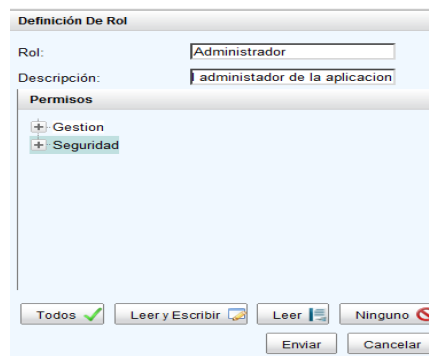 Definición De Rol
Rol: Administrador
Descripción: administador de la aplicacion
Permisos
Gestion
Seguridad
Todos Leer y Escribir Leer Ninguno
Enviar Cancelar